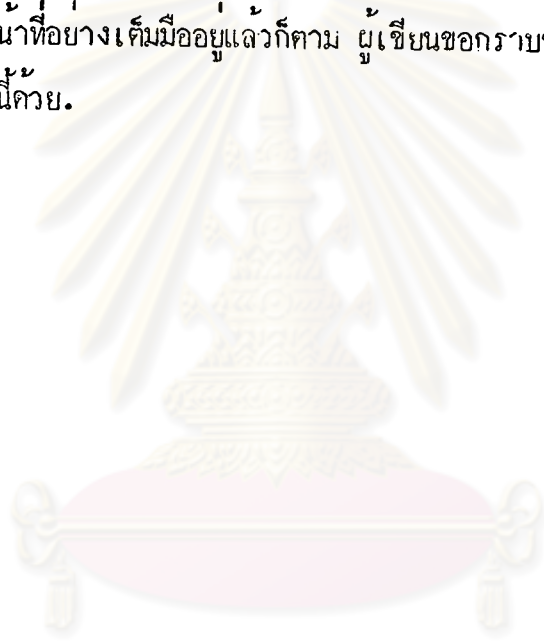 น้าที่อย่างเต็มมืออยู่แล้วก็ตาม ผู้เขียนขอกราบ
นี้ด้วย.